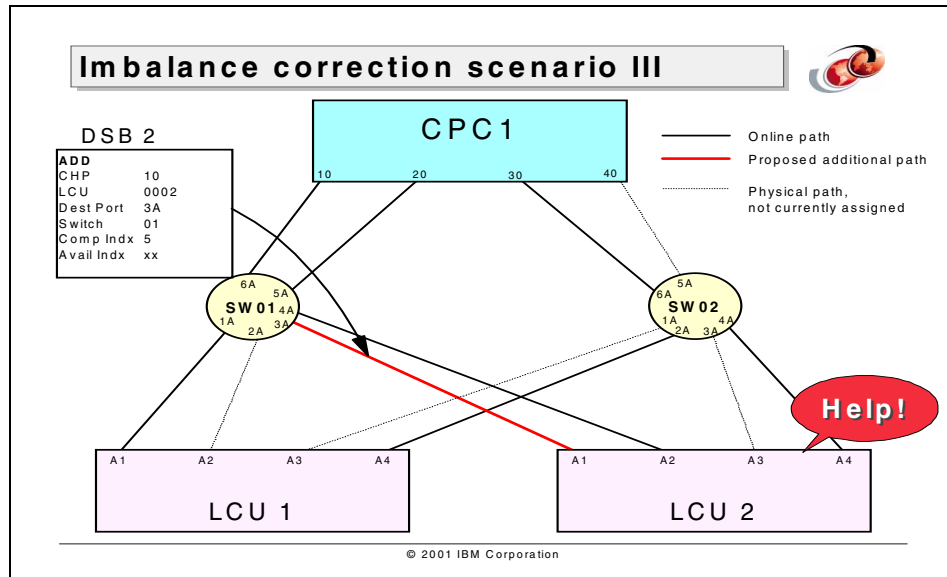 Imbalance correction scenario III
DSB 2
ADD
CHP 10
LCU 0002
Dest Port 3A
Switch 01
Comp Indx 5
Avail Indx xx
CPC1
10 20 30 40
Online path
Proposed additional path
Physical path,
not currently assigned
6A
5A
SW01
4A
1A
3A
2A
5A
6A
SW02
1A
4A
2A
3A
Help!
A1 A2 A3 A4
LCU 1
A1 A2 A3 A4
LCU 2
© 2001 IBM Corporation